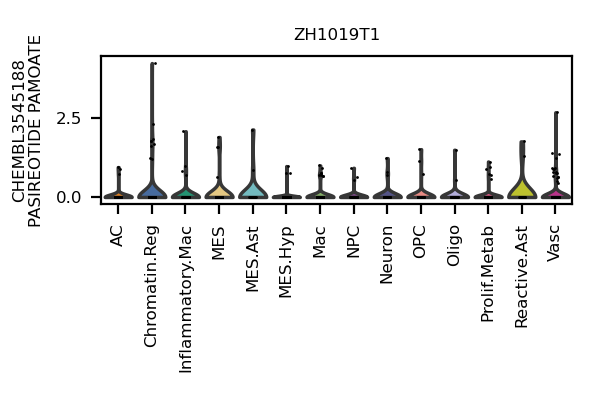 ZH1019T1
CHEMBL3545188
PASIREOTIDE PAMOATE
2.5
0.0
AC
Chromatin.Reg
Inflammatory.Mac
MES
MES.Ast
MES.Hyp
Mac
NPC
Neuron
OPC
Oligo
Prolif.Metab
Reactive.Ast
Vasc